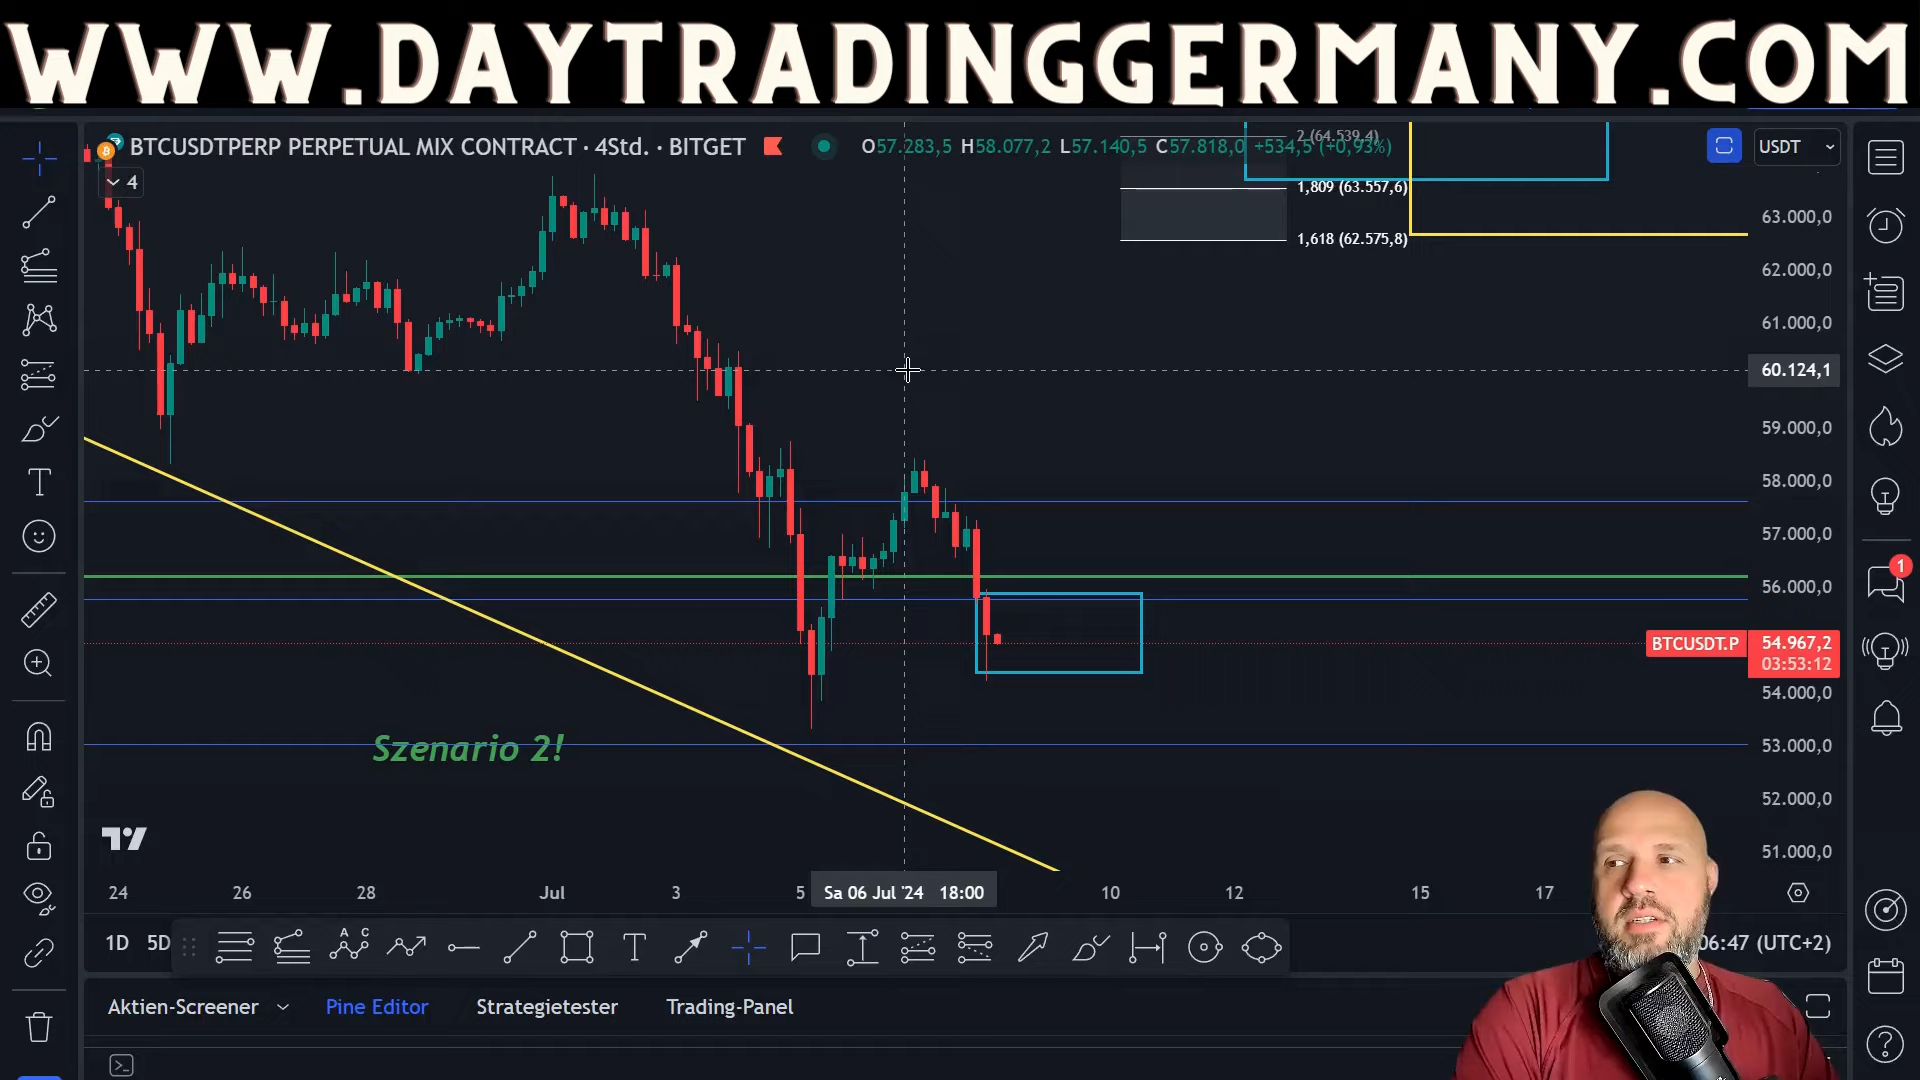 WWW.DAYTRADINGGERMANY.COM
BTCUSDTPERP PERPETUAL MIX CONTRACT · 4Std. · BITGET
O57.283,5 H58.077,2 L57.140,5 C57.818,0 +534,5 (+0,93%)
USDT
4
2 (64.539,4)
1,809 (63.557,6)
1,618 (62.575,8)
63.000,0
62.000,0
61.000,0
60.124,1
59.000,0
58.000,0
57.000,0
56.000,0
BTCUSDT.P 54.967,2
03:53:12
54.000,0
53.000,0
52.000,0
51.000,0
Szenario 2!
24 26 28 Jul 3 5 Sa 06 Jul '24 18:00 10 12 15 17
1D 5D
06:47 (UTC+2)
Aktien-Screener Pine Editor Strategietester Trading-Panel
1